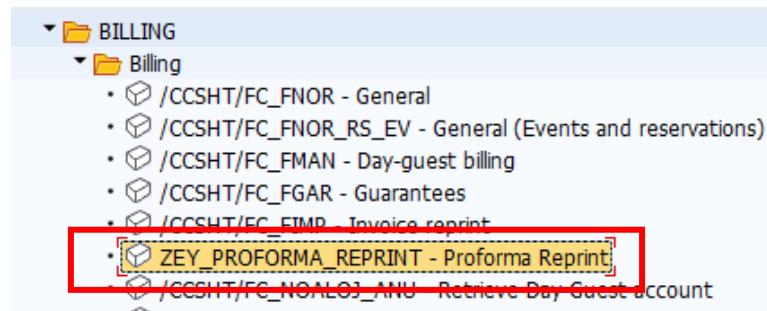 BILLING
Billing
/CCSHT/FC_FNOR - General
/CCSHT/FC_FNOR_RS_EV - General (Events and reservations)
/CCSHT/FC_FMAN - Day-guest billing
/CCSHT/FC_FGAR - Guarantees
/CCSHT/FC_FIMP - Invoice reprint
ZEY_PROFORMA_REPRINT - Proforma Reprint
/CCSHT/FC_NOALOJ_ANU - Retrieve Day Guest account